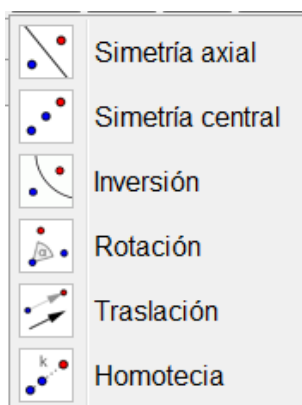 Simetría axial
Simetría central
Inversión
α
Rotación
Traslación
k
Homotecia